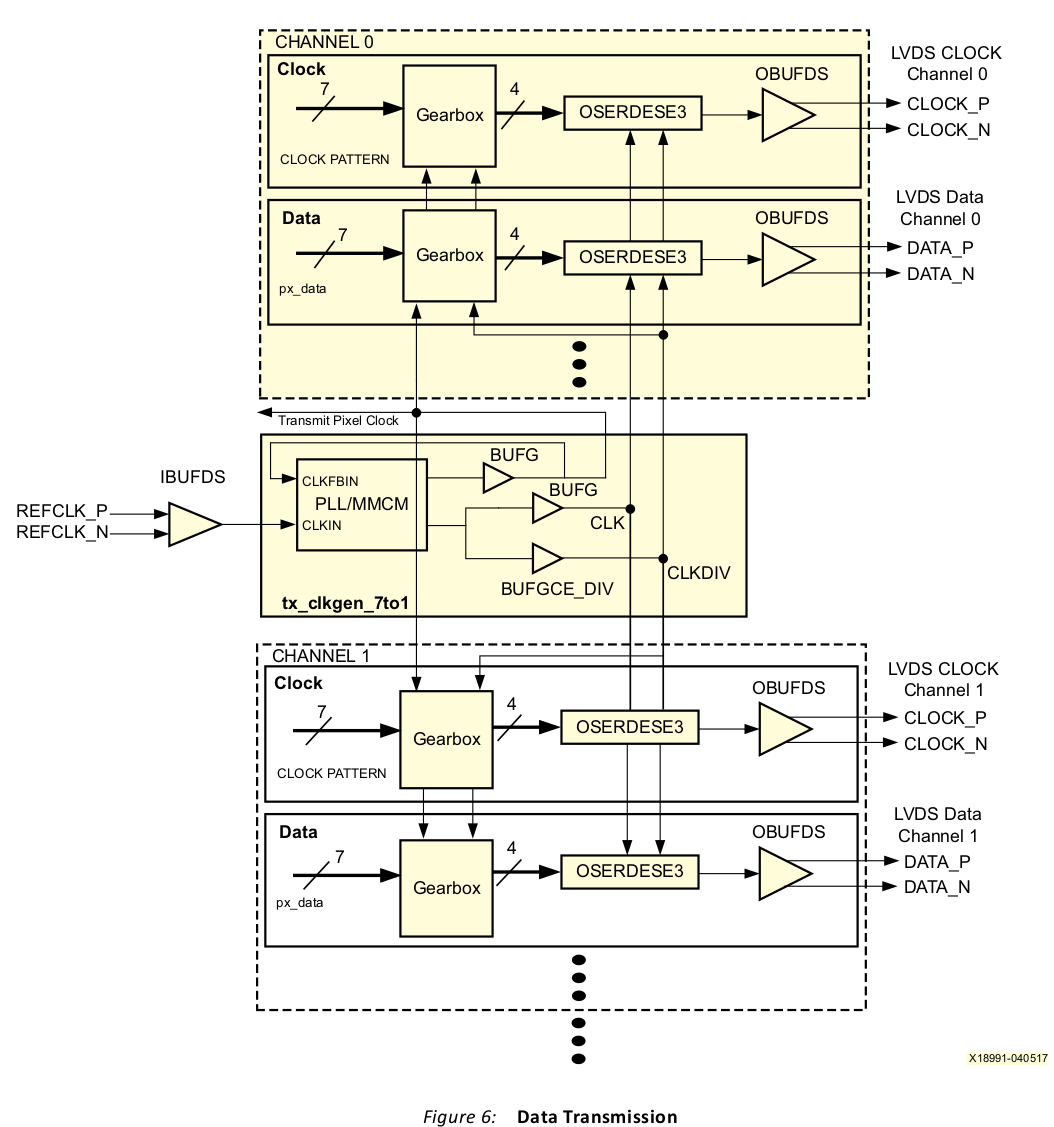 CHANNEL 0
Clock
7
Gearbox
4
OSERDESE3
OBUFDS
CLOCK PATTERN
LVDS CLOCK
Channel 0
CLOCK_P
CLOCK_N
Data
7
Gearbox
4
OSERDESE3
OBUFDS
px_data
LVDS Data
Channel 0
DATA_P
DATA_N
Transmit Pixel Clock
IBUFDS
REFCLK_P
REFCLK_N
CLKFBIN
PLL/MMCM
CLKIN
BUFG
BUFG
CLK
BUFGCE_DIV
CLKDIV
tx_clkgen_7to1
CHANNEL 1
Clock
7
Gearbox
4
OSERDESE3
OBUFDS
CLOCK PATTERN
LVDS CLOCK
Channel 1
CLOCK_P
CLOCK_N
Data
7
Gearbox
4
OSERDESE3
OBUFDS
px_data
LVDS Data
Channel 1
DATA_P
DATA_N
X18991-040517
Figure 6: Data Transmission